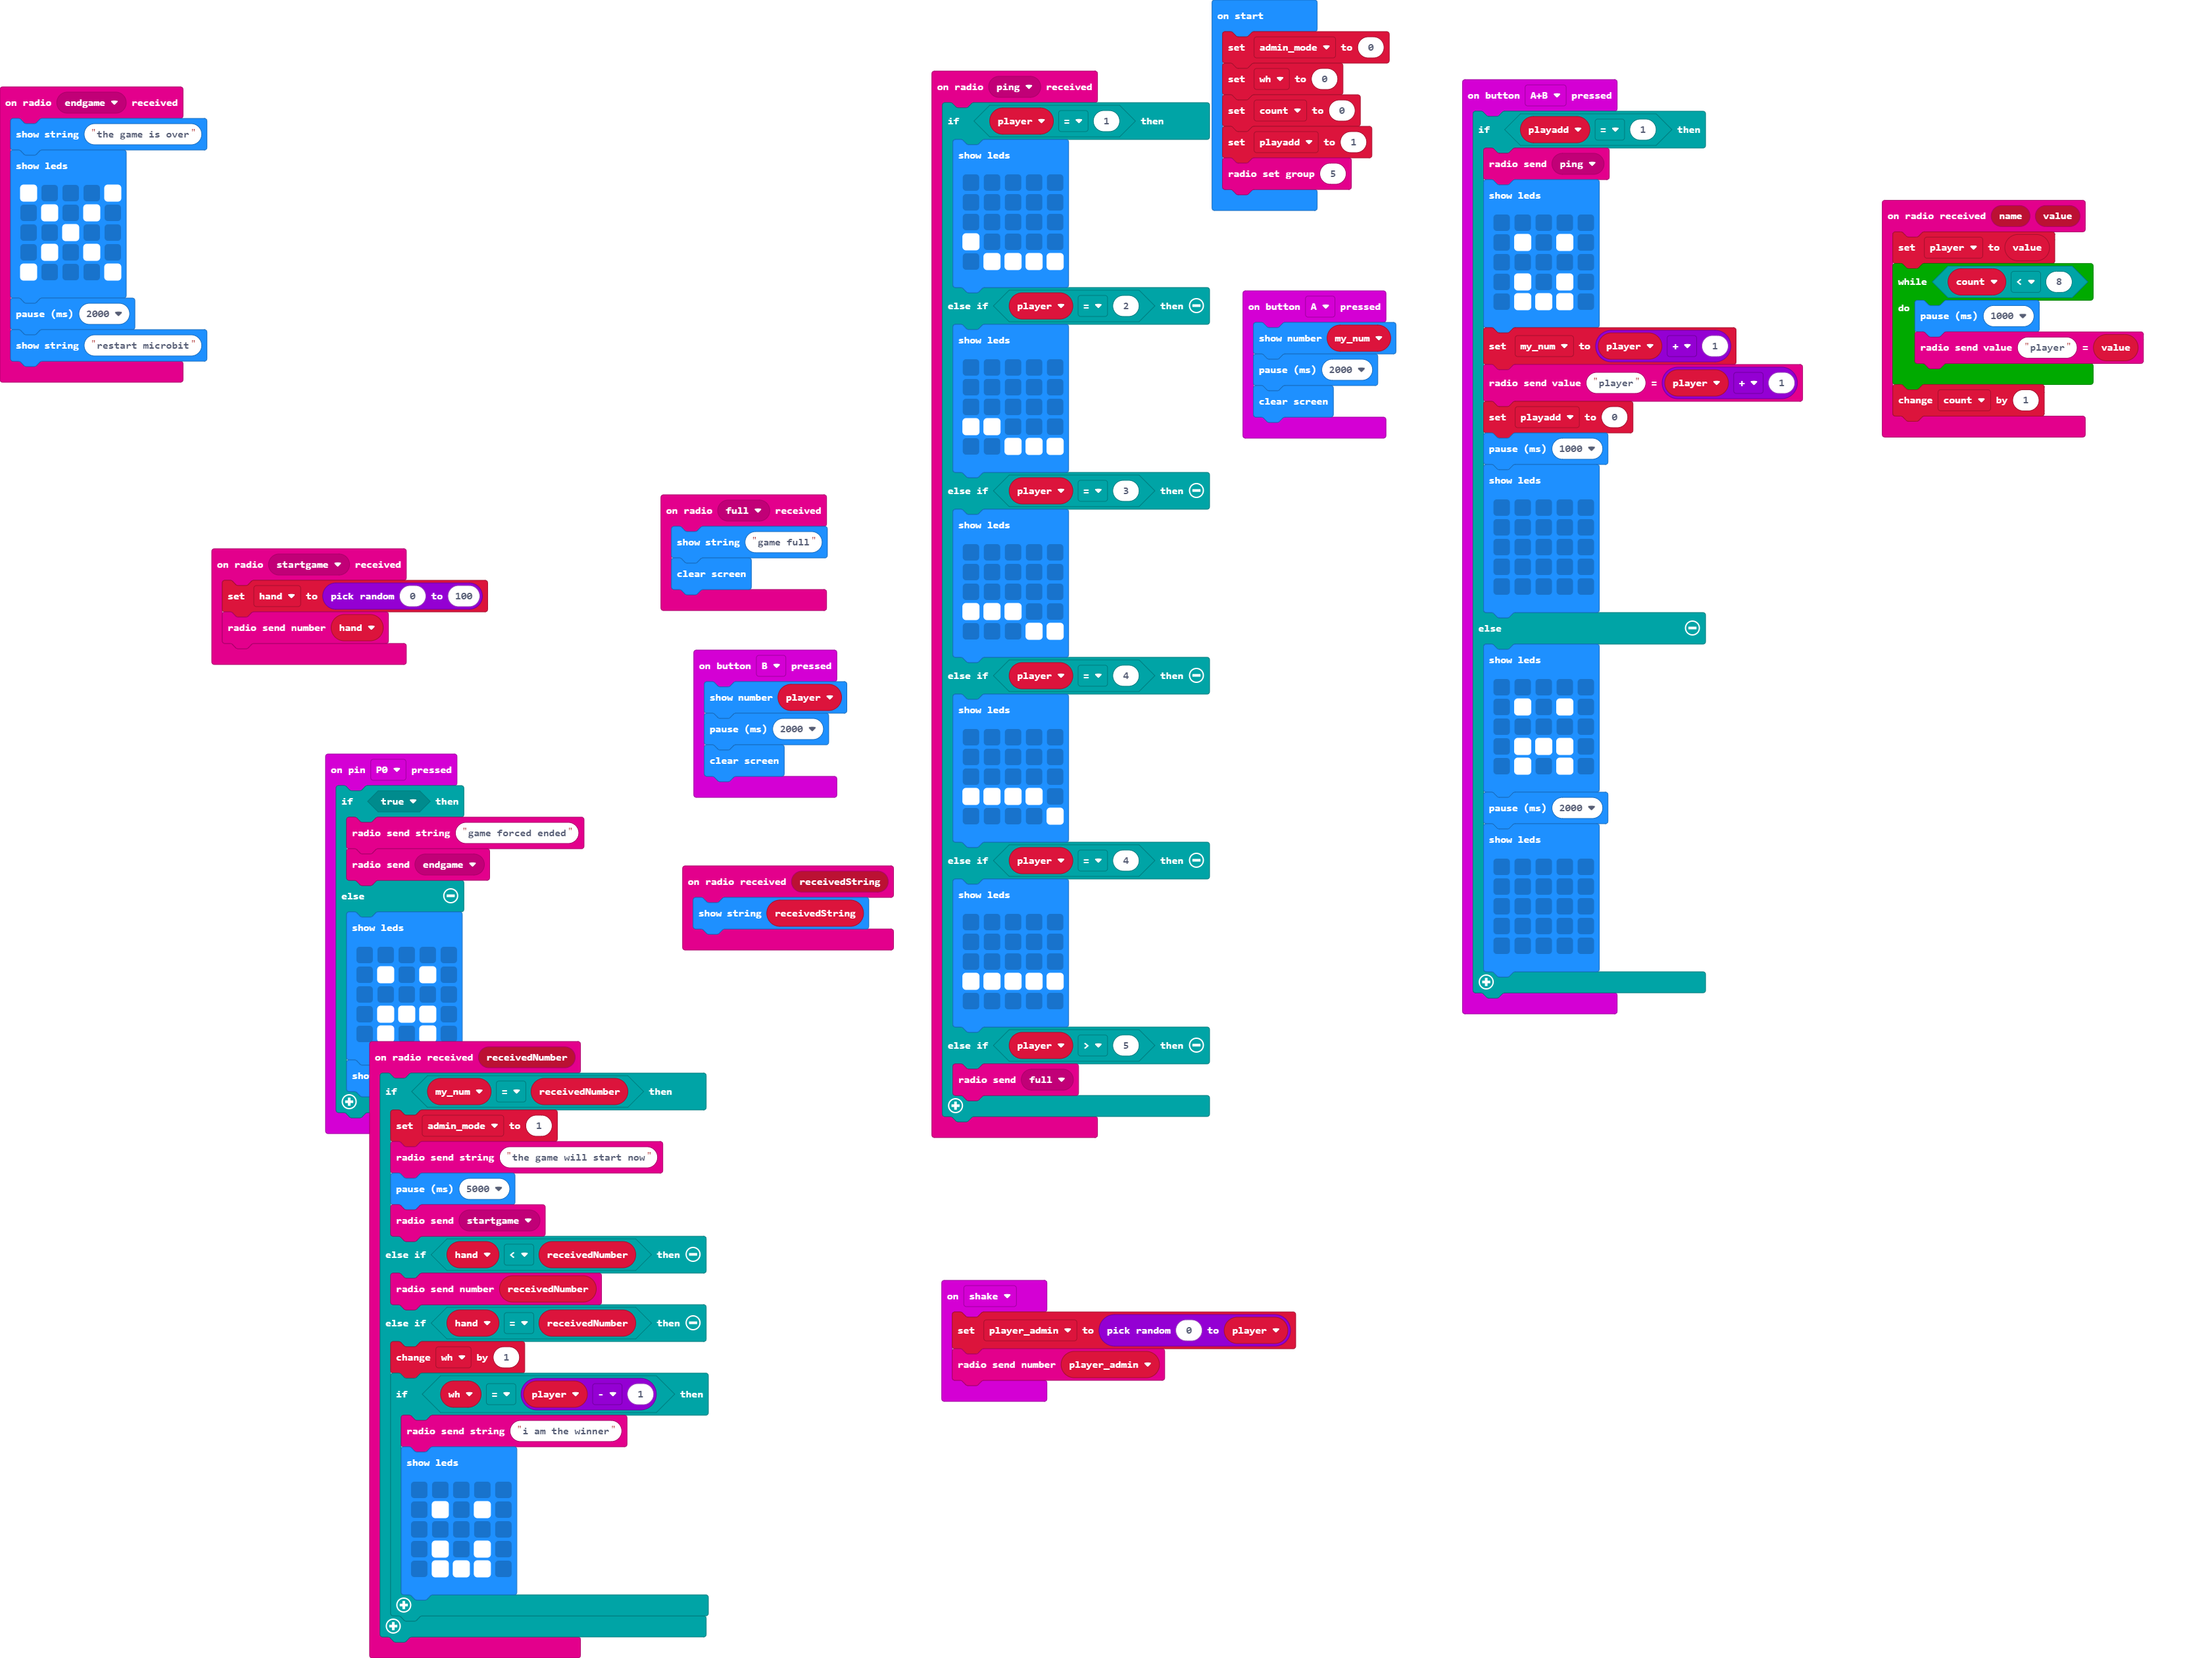 on radio endgame received
show string "the game is over"
show leds
pause (ms) 2000
show string "restart microbit"
on radio startgame received
set hand to pick random 0 to 100
radio send number hand
on pin P0 pressed
if true then
radio send string "game forced ended"
radio send endgame
else
show leds
sho
on radio received receivedNumber
if my_num = receivedNumber then
set admin_mode to 1
radio send string "the game will start now"
pause (ms) 5000
radio send startgame
else if hand < receivedNumber then
radio send number receivedNumber
else if hand = receivedNumber then
change wh by 1
if wh = player - 1 then
radio send string "i am the winner"
show leds
on radio full received
show string "game full"
clear screen
on button B pressed
show number player
pause (ms) 2000
clear screen
on radio received receivedString
show string receivedString
on radio ping received
if player = 1 then
show leds
else if player = 2 then
show leds
else if player = 3 then
show leds
else if player = 4 then
show leds
else if player = 4 then
show leds
else if player > 5 then
radio send full
on shake
set player_admin to pick random 0 to player
radio send number player_admin
on start
set admin_mode to 0
set wh to 0
set count to 0
set playadd to 1
radio set group 5
on button A pressed
show number my_num
pause (ms) 2000
clear screen
on button A+B pressed
if playadd = 1 then
radio send ping
show leds
set my_num to player + 1
radio send value "player" = player + 1
set playadd to 0
pause (ms) 1000
show leds
else
show leds
pause (ms) 2000
show leds
on radio received name value
set player to value
while count < 8
do pause (ms) 1000
radio send value "player" = value
change count by 1